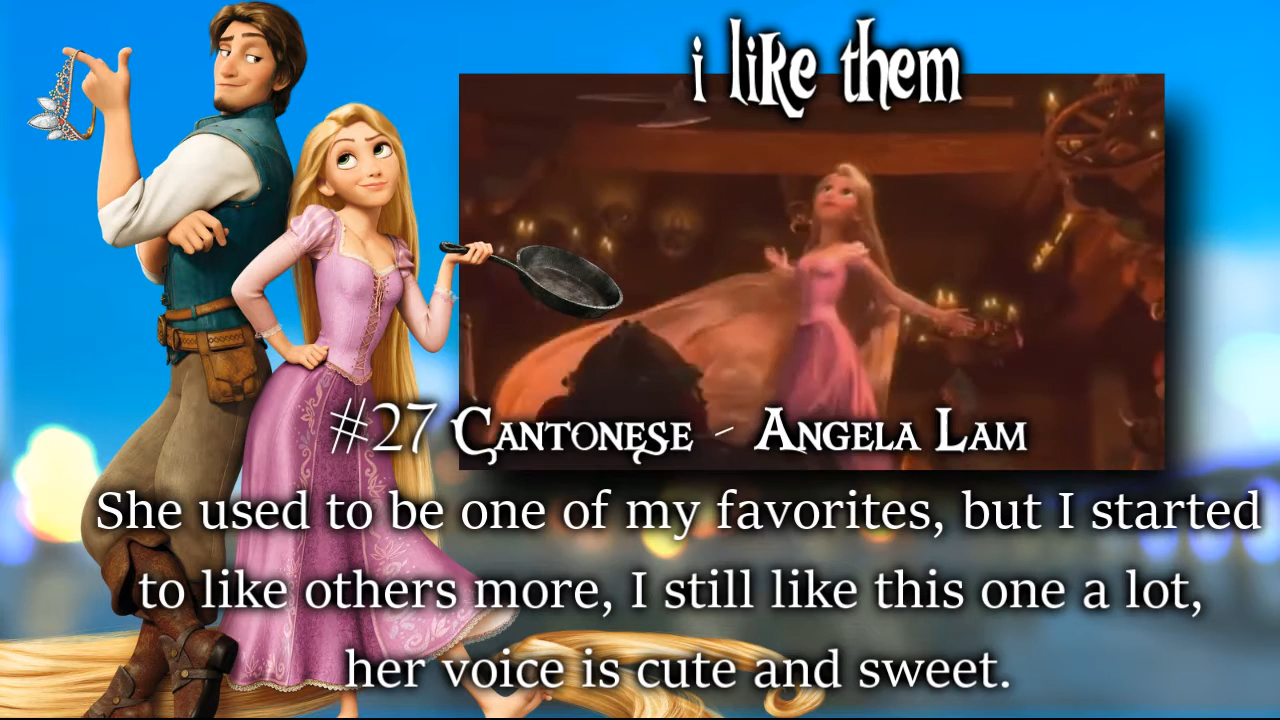 i like them
#27 Cantonese - Angela Lam
She used to be one of my favorites, but I started
to like others more, I still like this one a lot,
her voice is cute and sweet.